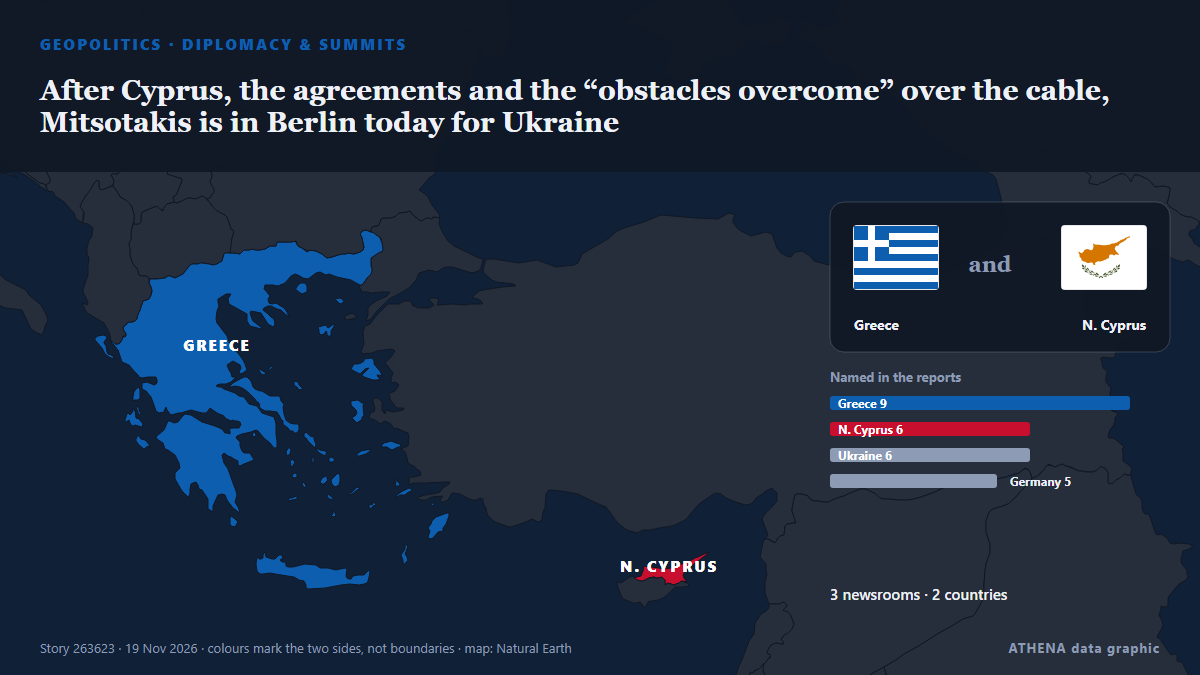 GEOPOLITICS · DIPLOMACY & SUMMITS
After Cyprus, the agreements and the “obstacles overcome” over the cable,
Mitsotakis is in Berlin today for Ukraine
and
Greece
N. Cyprus
GREECE
Named in the reports
Greece 9
N. Cyprus 6
Ukraine 6
Germany 5
N. CYPRUS
3 newsrooms · 2 countries
Story 263623 · 19 Nov 2026 · colours mark the two sides, not boundaries · map: Natural Earth
ATHENA data graphic